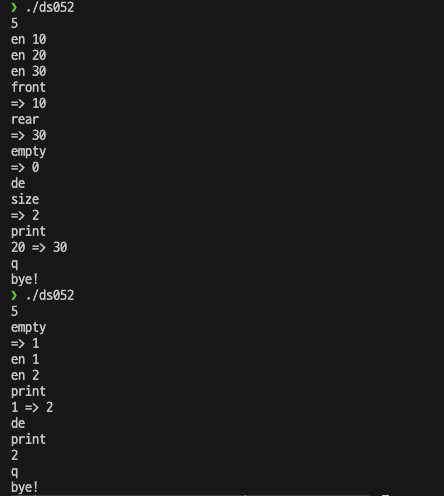 ❯ ./ds052
5
en 10
en 20
en 30
front
=> 10
rear
=> 30
empty
=> 0
de
size
=> 2
print
20 => 30
q
bye!
❯ ./ds052
5
empty
=> 1
en 1
en 2
print
1 => 2
de
print
2
q
bye!